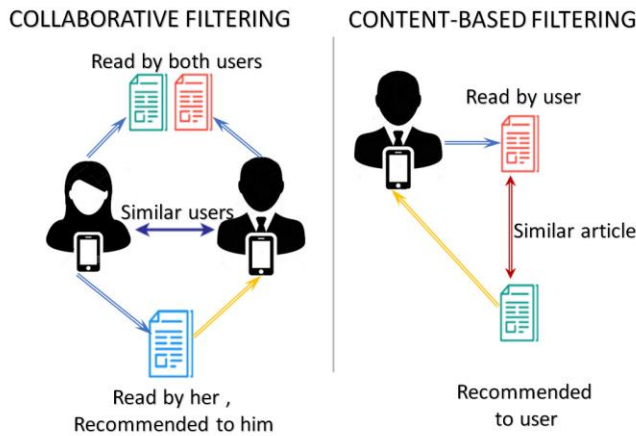 COLLABORATIVE FILTERING
Read by both users
Similar users
Read by her ,
Recommended to him
CONTENT-BASED FILTERING
Read by user
Similar article
Recommended
to user